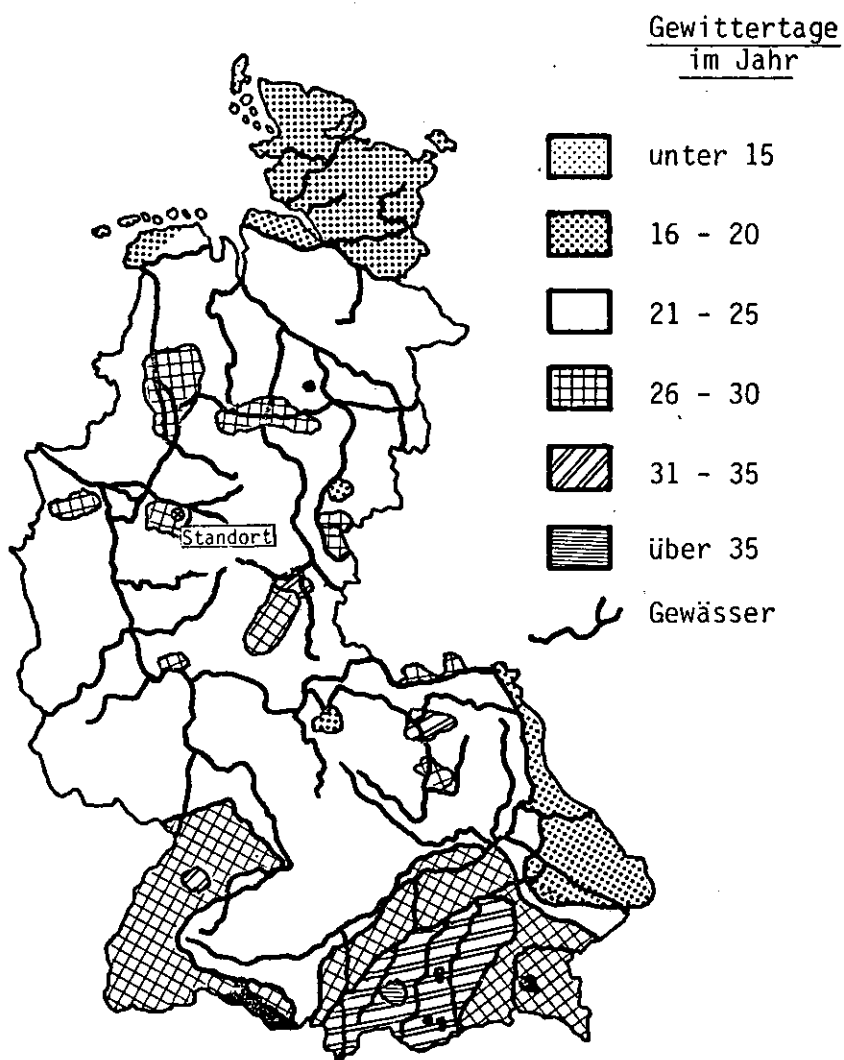 Gewittertage
im Jahr
unter 15
16 - 20
21 - 25
26 - 30
31 - 35
über 35
Gewässer
Standort